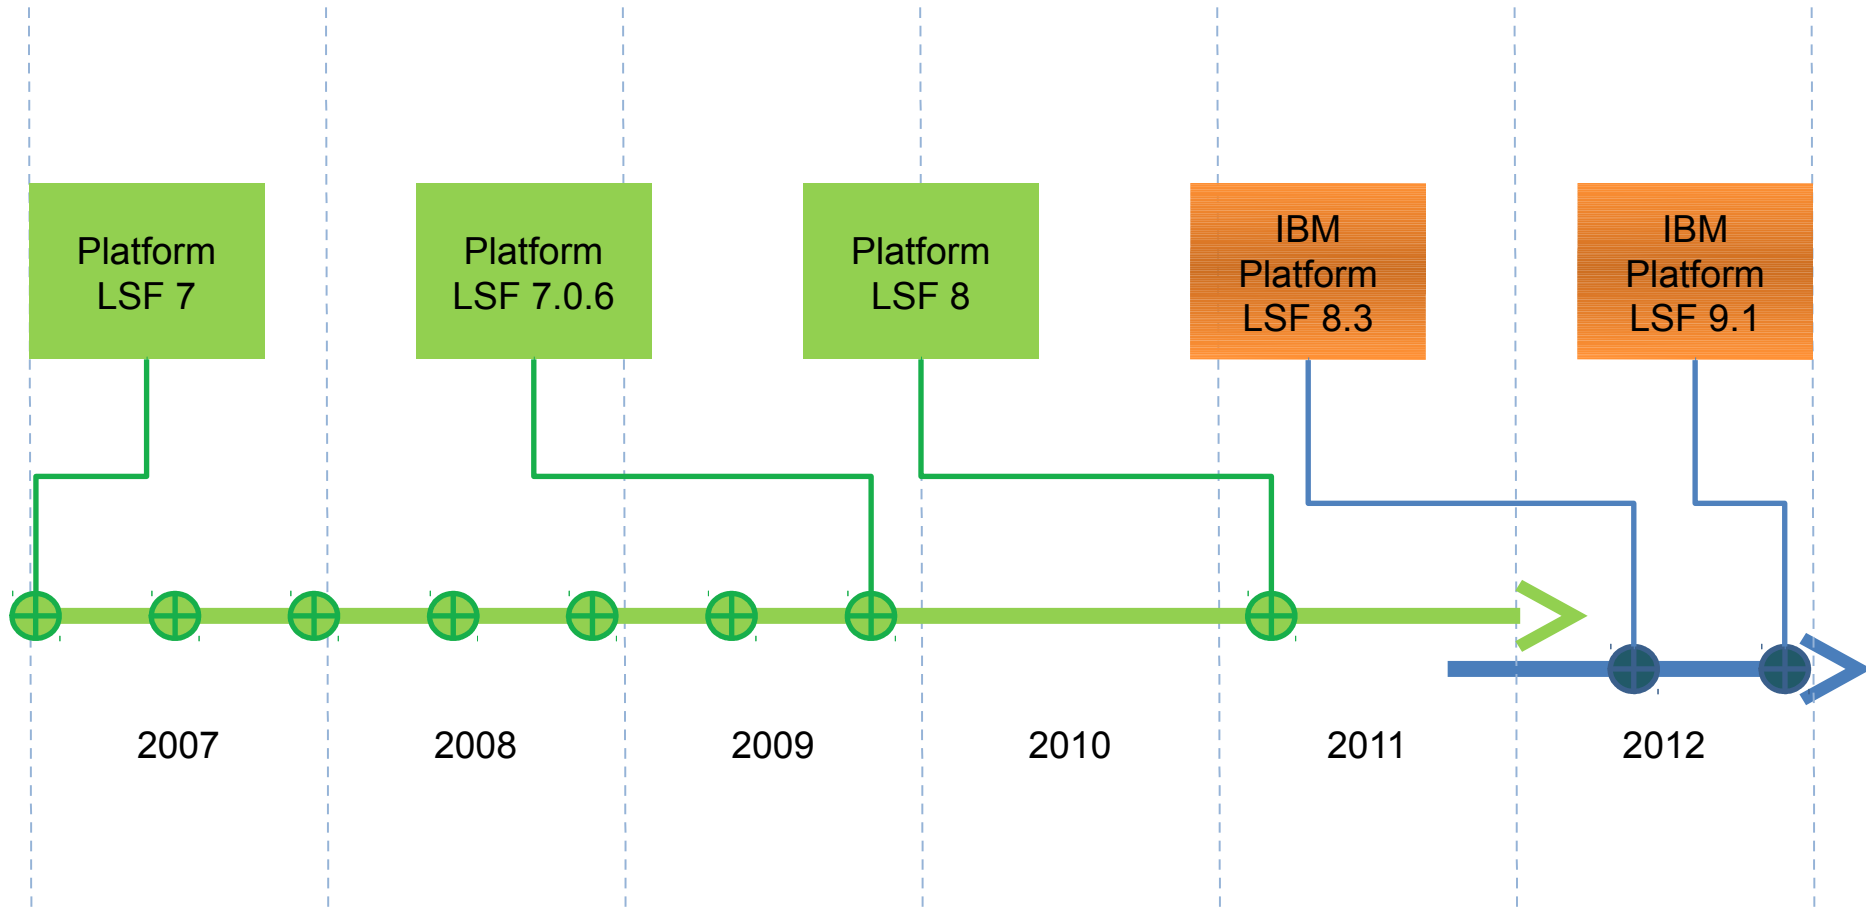 Platform
LSF 7
Platform
LSF 7.0.6
Platform
LSF 8
IBM
Platform
LSF 8.3
IBM
Platform
LSF 9.1
2007
2008
2009
2010
2011
2012